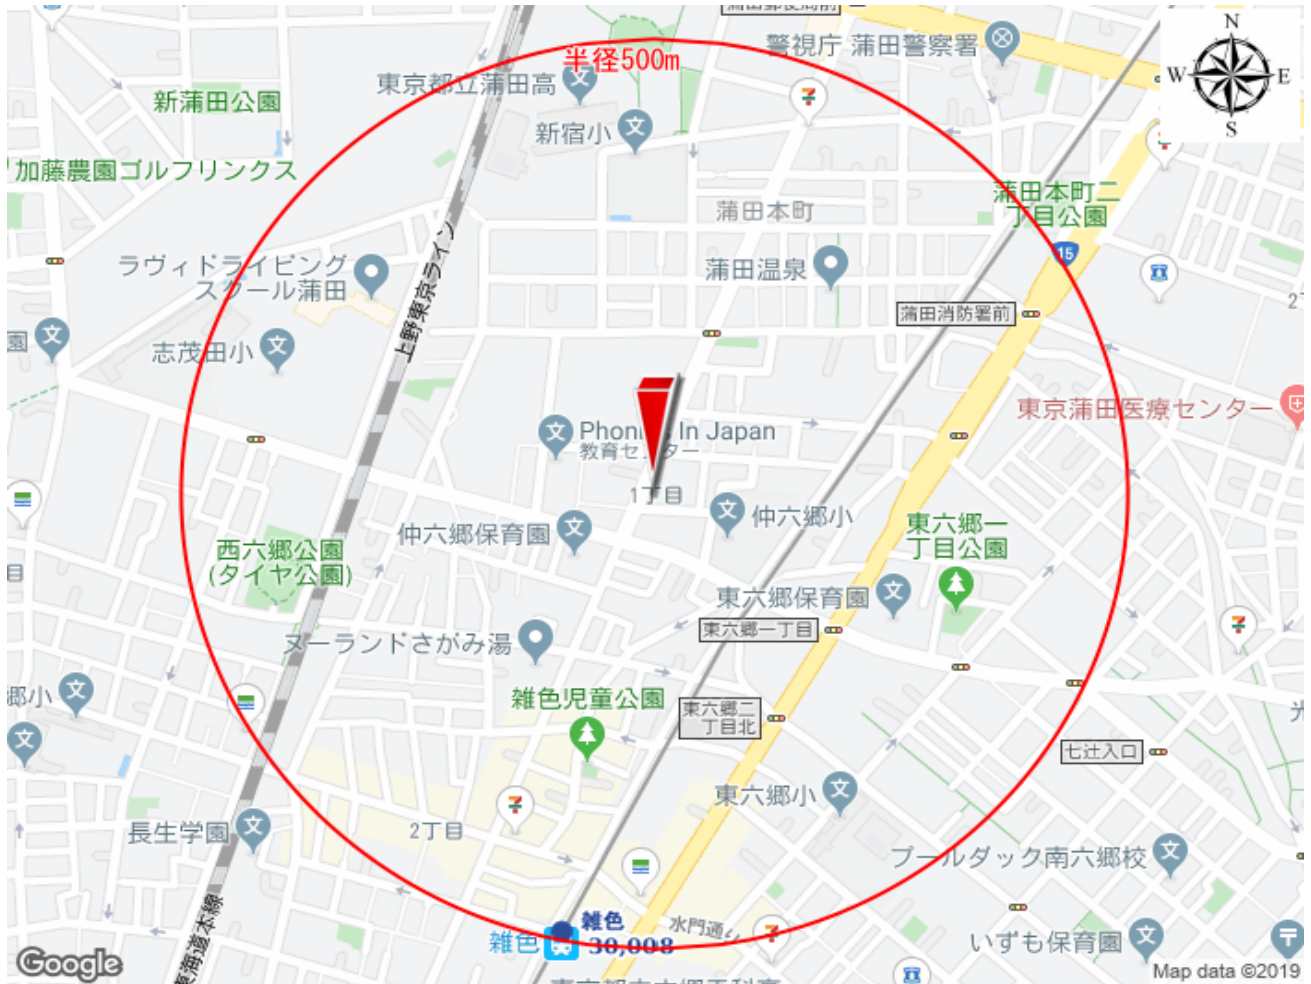 半径500m
N
W
E
S
警視庁 蒲田警察署
東京都立蒲田高
新蒲田公園
新宿小
加藤農園ゴルフリンクス
蒲田本町二
丁目公園
蒲田本町
上野東京ライン
15
ラヴィドライビング
スクール蒲田
蒲田温泉
蒲田消防署前
園
志茂田小
東京蒲田医療センター
Phonics In Japan
教育センター
1丁目
仲六郷小
仲六郷保育園
東六郷一
丁目公園
西六郷公園
(タイヤ公園)
目
東六郷保育園
東六郷一丁目
ヌーランドさがみ湯
郷小
雑色児童公園
東六郷二
丁目北
七辻入口
東六郷小
2丁目
長生学園
プールダック南六郷校
東海道本線
雑色
雑色
30,008
水門通り
いずも保育園
Google
Map data ©2019